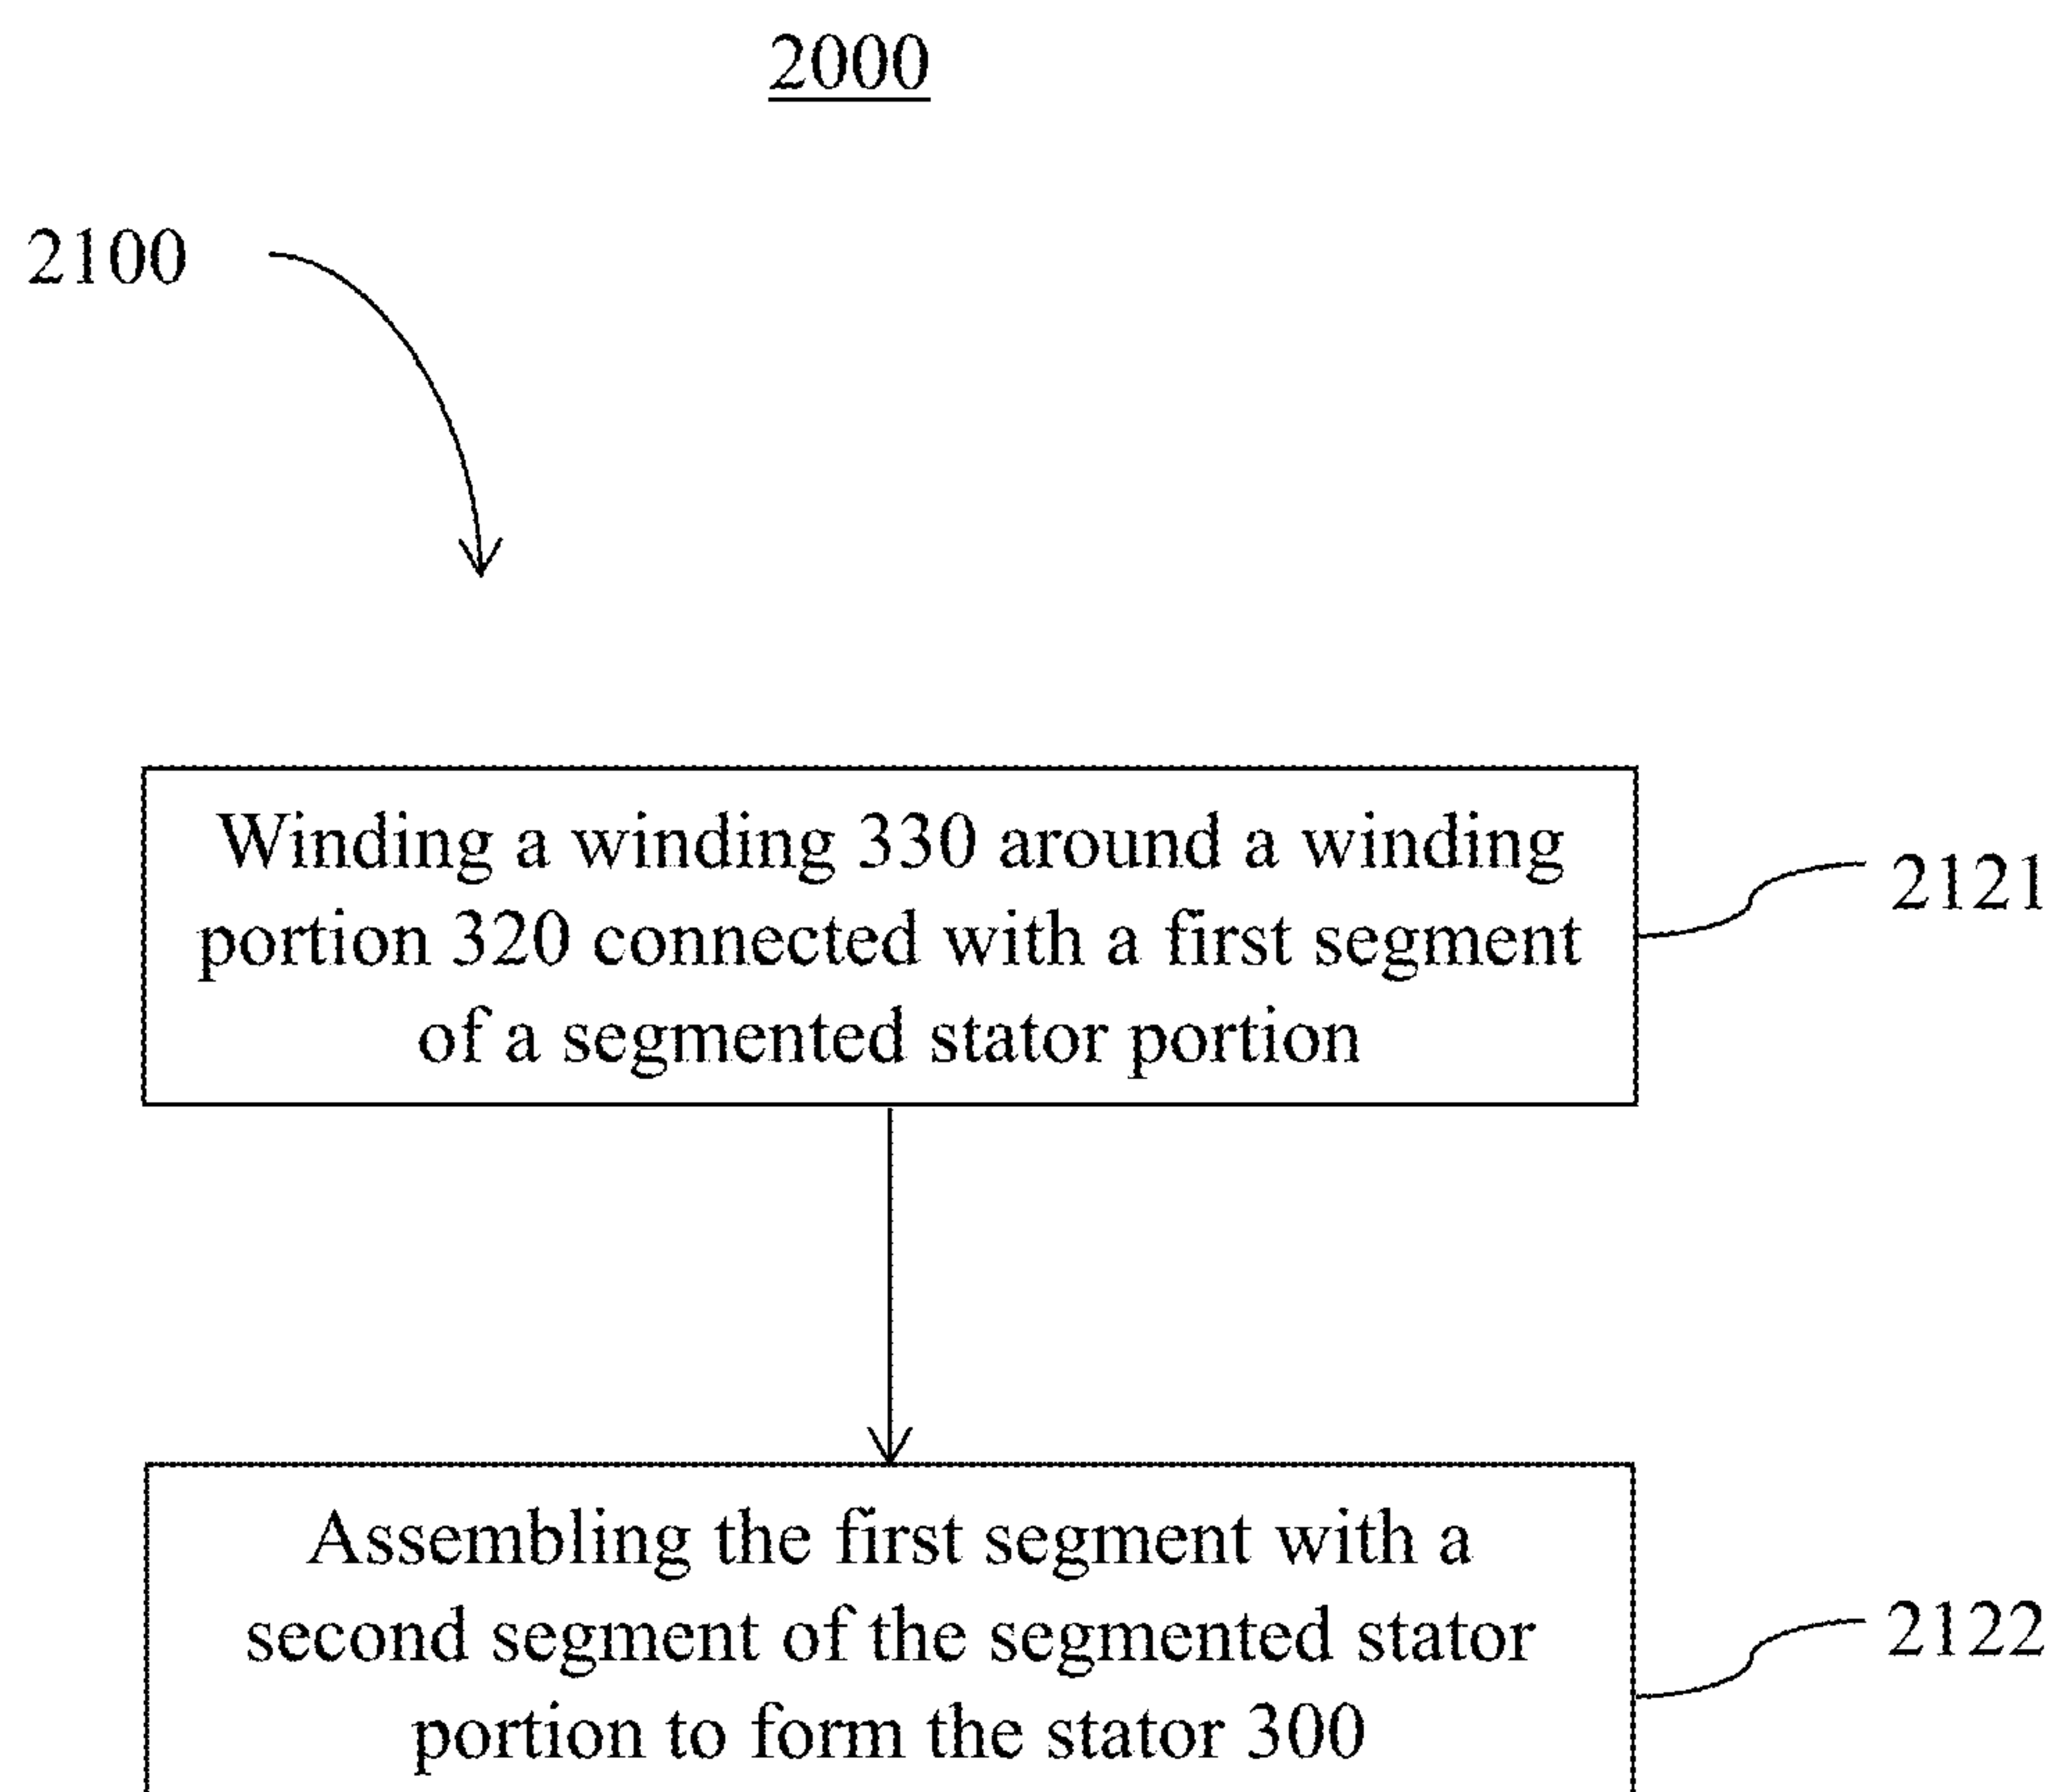 2000
2100
Winding a winding 330 around a winding
portion 320 connected with a first segment
of a segmented stator portion
2121
Assembling the first segment with a
second segment of the segmented stator
portion to form the stator 300
2122